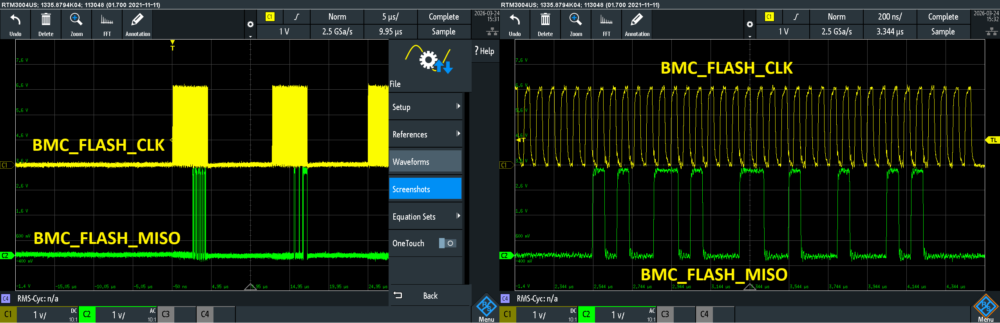 RTM3004US; 1335.8794K04; 113048 (01.700 2021-11-11)
Undo
Delete
Zoom
FFT
Annotation
C1
Norm
5 µs/
Complete
1 V
2.5 GSa/s
9.95 µs
Sample
2026-03-24
15:31
T
7.6 V
6.6 V
5.6 V
4.6 V
3.6 V
2.6 V
1.6 V
600 mV
-400 mV
-1.4 V
BMC_FLASH_CLK
BMC_FLASH_MISO
C1
C2
-15.05 µs
-10.05 µs
-5.05 µs
-50 ns
4.95 µs
9.95 µs
14.95 µs
19.95 µs
24.95 µs
File
Setup
References
Waveforms
Screenshots
Equation Sets
OneTouch
Back
? Help
C4
RMS-Cyc: n/a
C1
1 V/
DC
10:1
C2
1 V/
AC
10:1
C3
C4
Menu
RTM3004US; 1335.8794K04; 113048 (01.700 2021-11-11)
Undo
Delete
Zoom
FFT
Annotation
C1
Norm
200 ns/
Complete
1 V
2.5 GSa/s
3.344 µs
Sample
2026-03-24
15:32
7.6 V
6.6 V
5.6 V
4.6 V
3.6 V
2.6 V
1.6 V
600 mV
-400 mV
-1.4 V
BMC_FLASH_CLK
T
TL
C1
C2
BMC_FLASH_MISO
2.344 µs
2.544 µs
2.744 µs
2.944 µs
3.144 µs
3.344 µs
3.544 µs
3.744 µs
3.944 µs
4.144 µs
4.344 µs
C4
RMS-Cyc: n/a
C1
1 V/
DC
10:1
C2
1 V/
AC
10:1
C3
C4
Menu